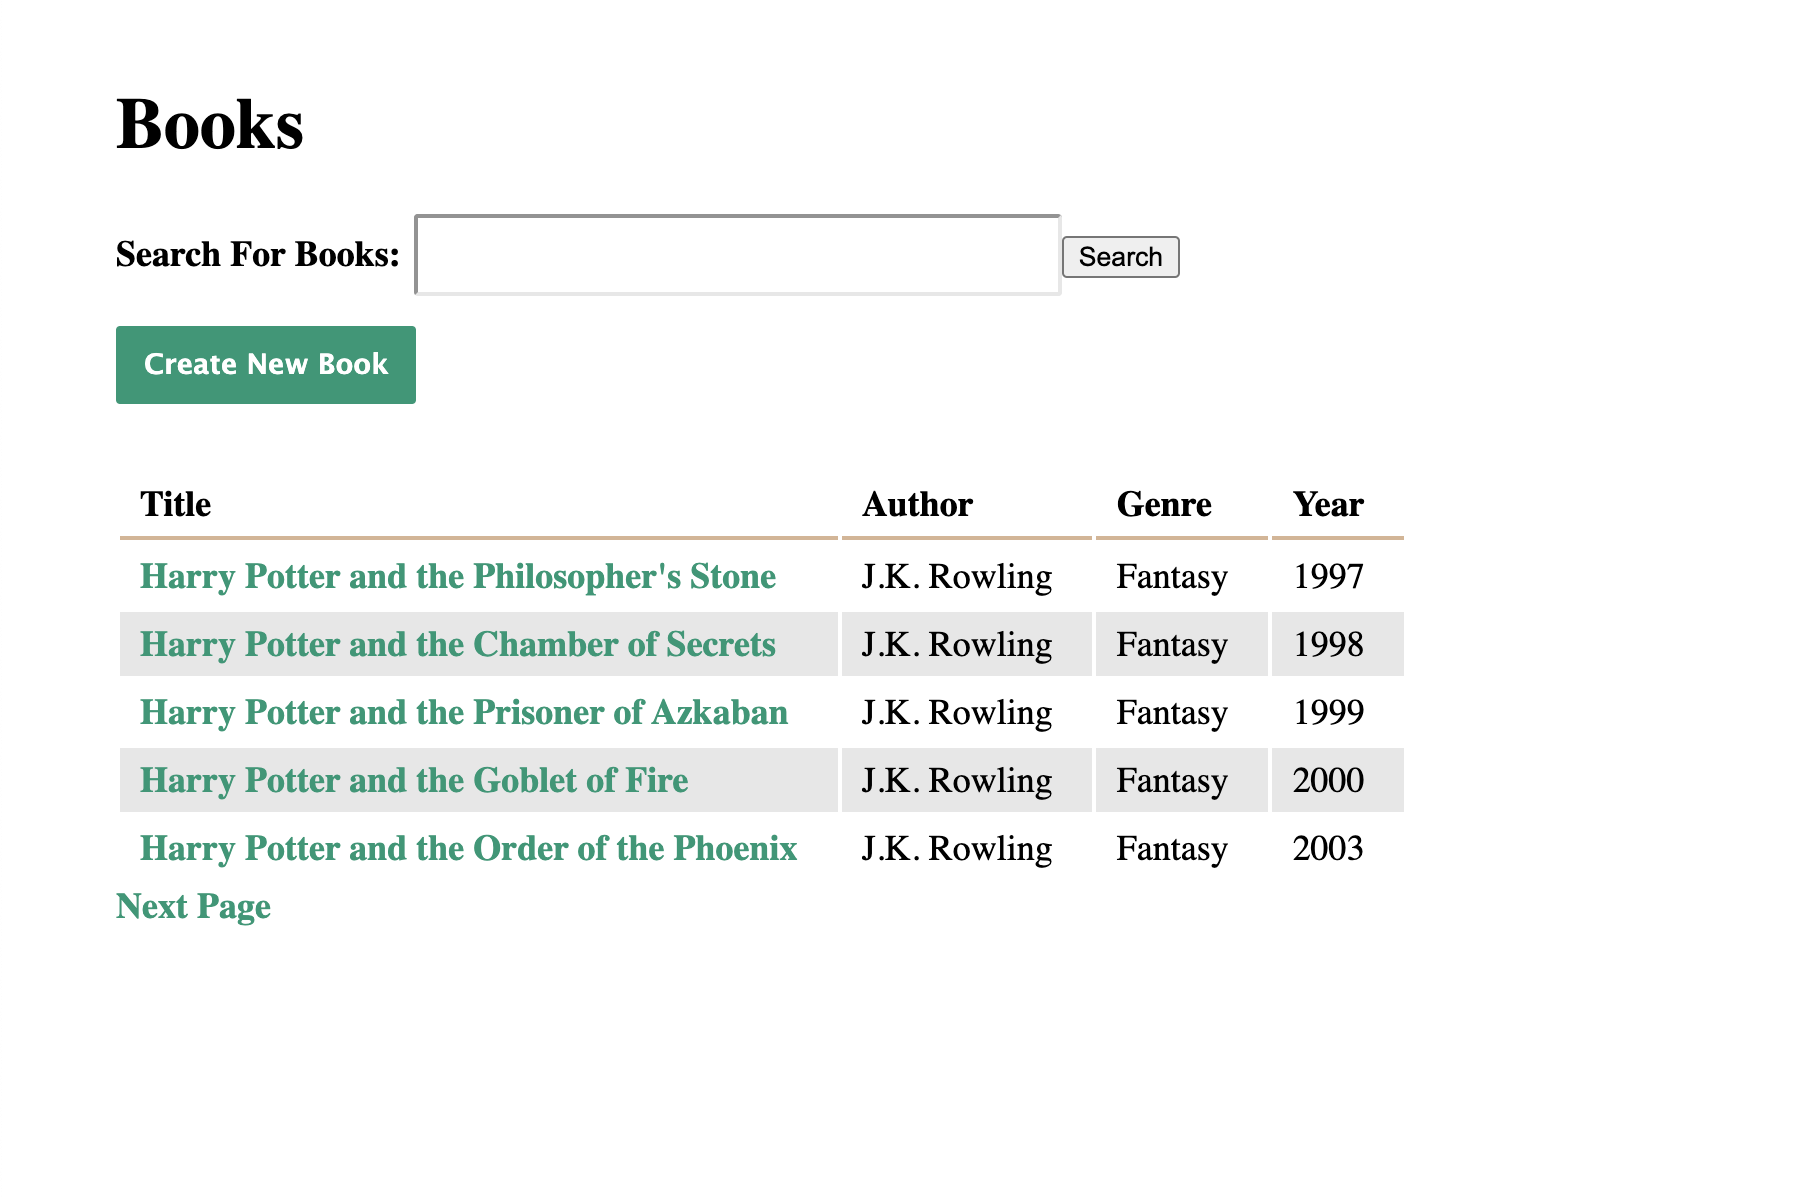 Books
Search For Books: Search
Create New Book
Title Author Genre Year
Harry Potter and the Philosopher's Stone J.K. Rowling Fantasy 1997
Harry Potter and the Chamber of Secrets J.K. Rowling Fantasy 1998
Harry Potter and the Prisoner of Azkaban J.K. Rowling Fantasy 1999
Harry Potter and the Goblet of Fire J.K. Rowling Fantasy 2000
Harry Potter and the Order of the Phoenix J.K. Rowling Fantasy 2003
Next Page